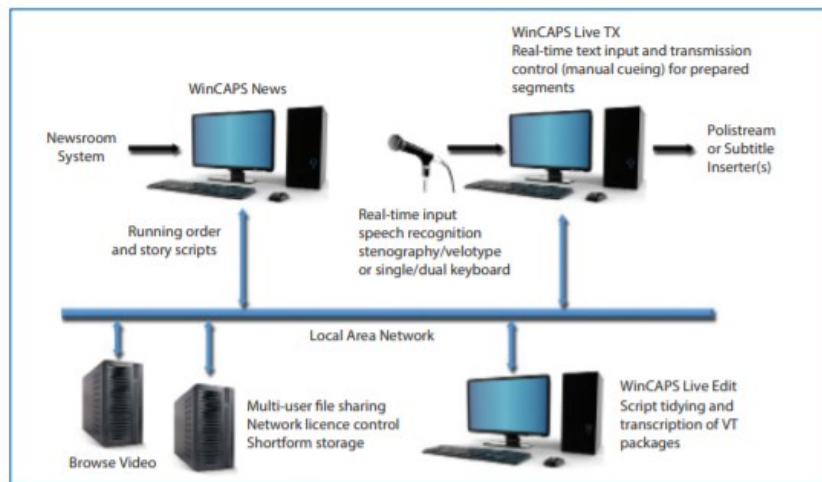 WinCAPS News
WinCAPS Live TX
Real-time text input and transmission
control (manual cueing) for prepared
segments
Newsroom
System
Polistream
or Subtitle
Inserter(s)
Running order
and story scripts
Real-time input
speech recognition
stenography/velotype
or single/dual keyboard
Local Area Network
Browse Video
Multi-user file sharing
Network licence control
Shortform storage
WinCAPS Live Edit
Script tidying and
transcription of VT
packages